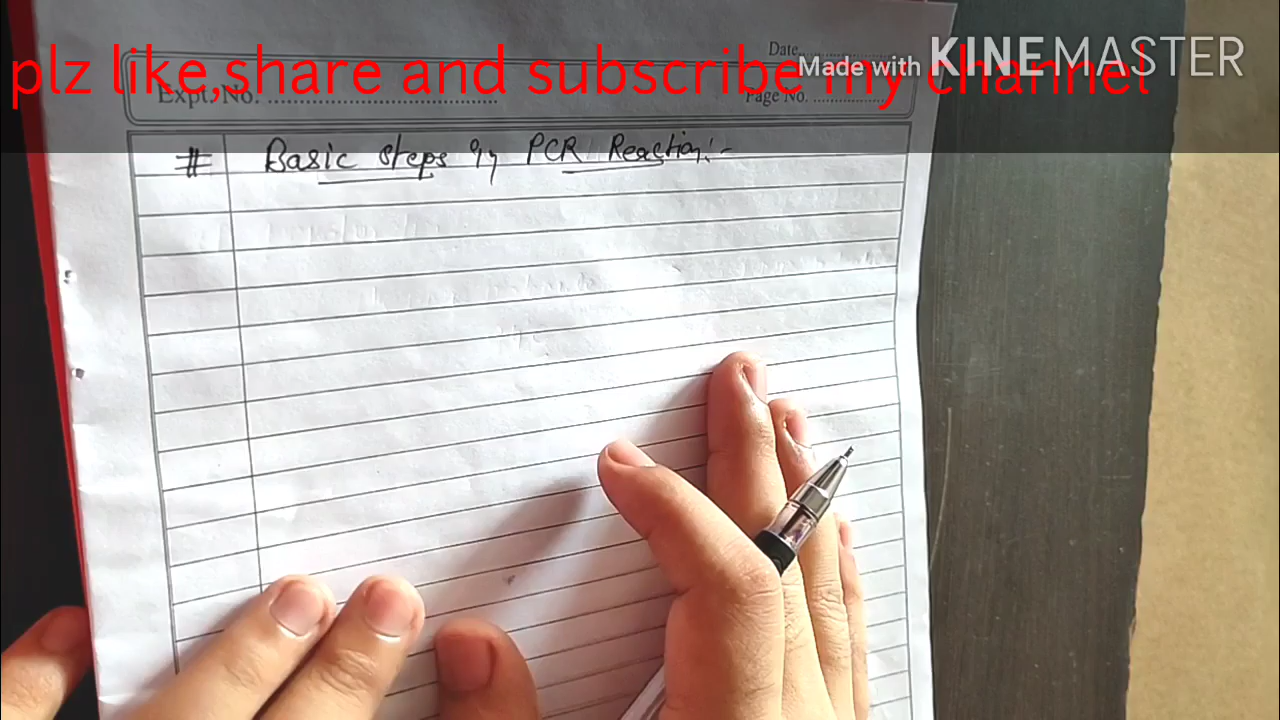 plz like,share and subscribe my channel
Made with KINEMASTER
Date....................
Expt. No. ..........................................
Page No. ..................
# Basic steps in PCR Reaction:-